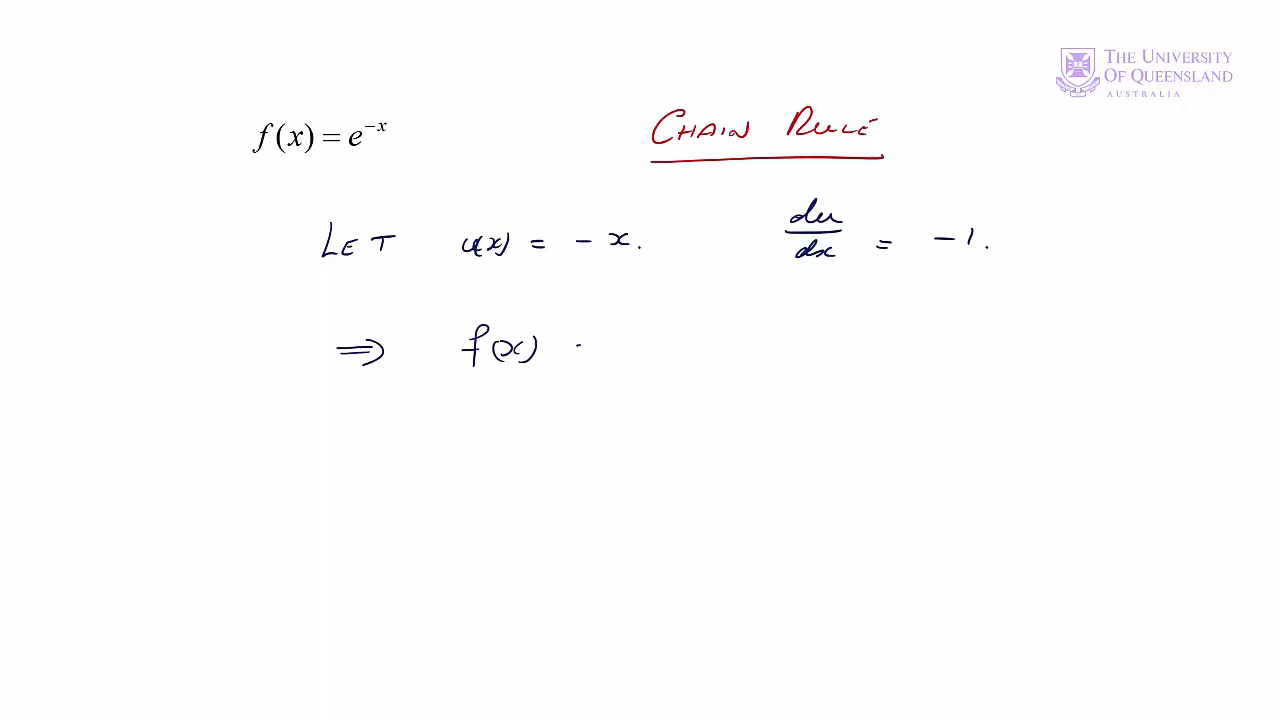 THE UNIVERSITY
OF QUEENSLAND
AUSTRALIA
f(x) = e^{-x}
CHAIN RULE
LET u(x) = - x. du/dx = -1.
⇒ f(x)